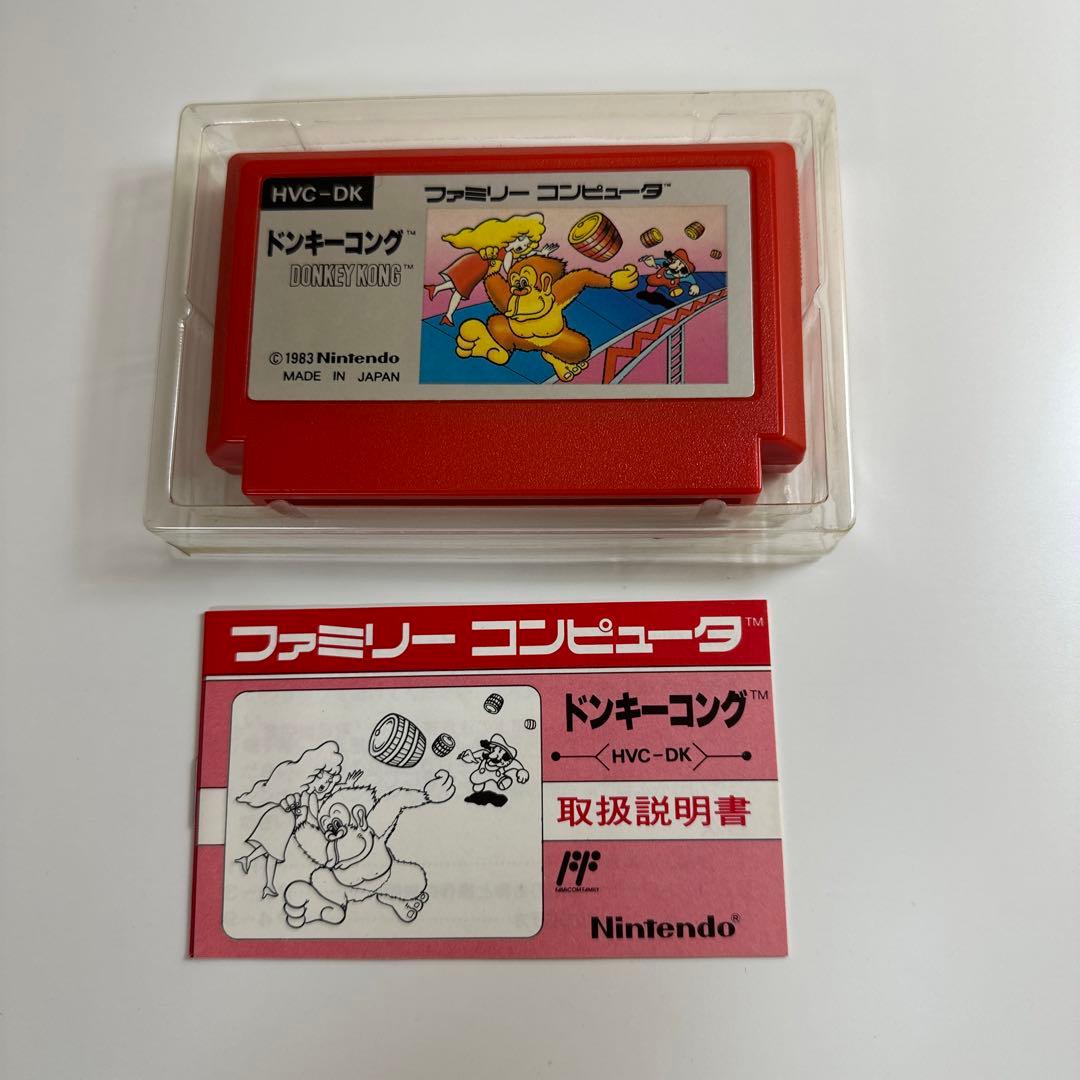 HVC-DK
ファミリー コンピュータ™
ドンキーコング™
DONKEY KONG™
©1983 Nintendo
MADE IN JAPAN
ファミリー コンピュータ™
ドンキーコング™
HVC-DK
取扱説明書
FF
FAMICOM FAMILY
Nintendo®